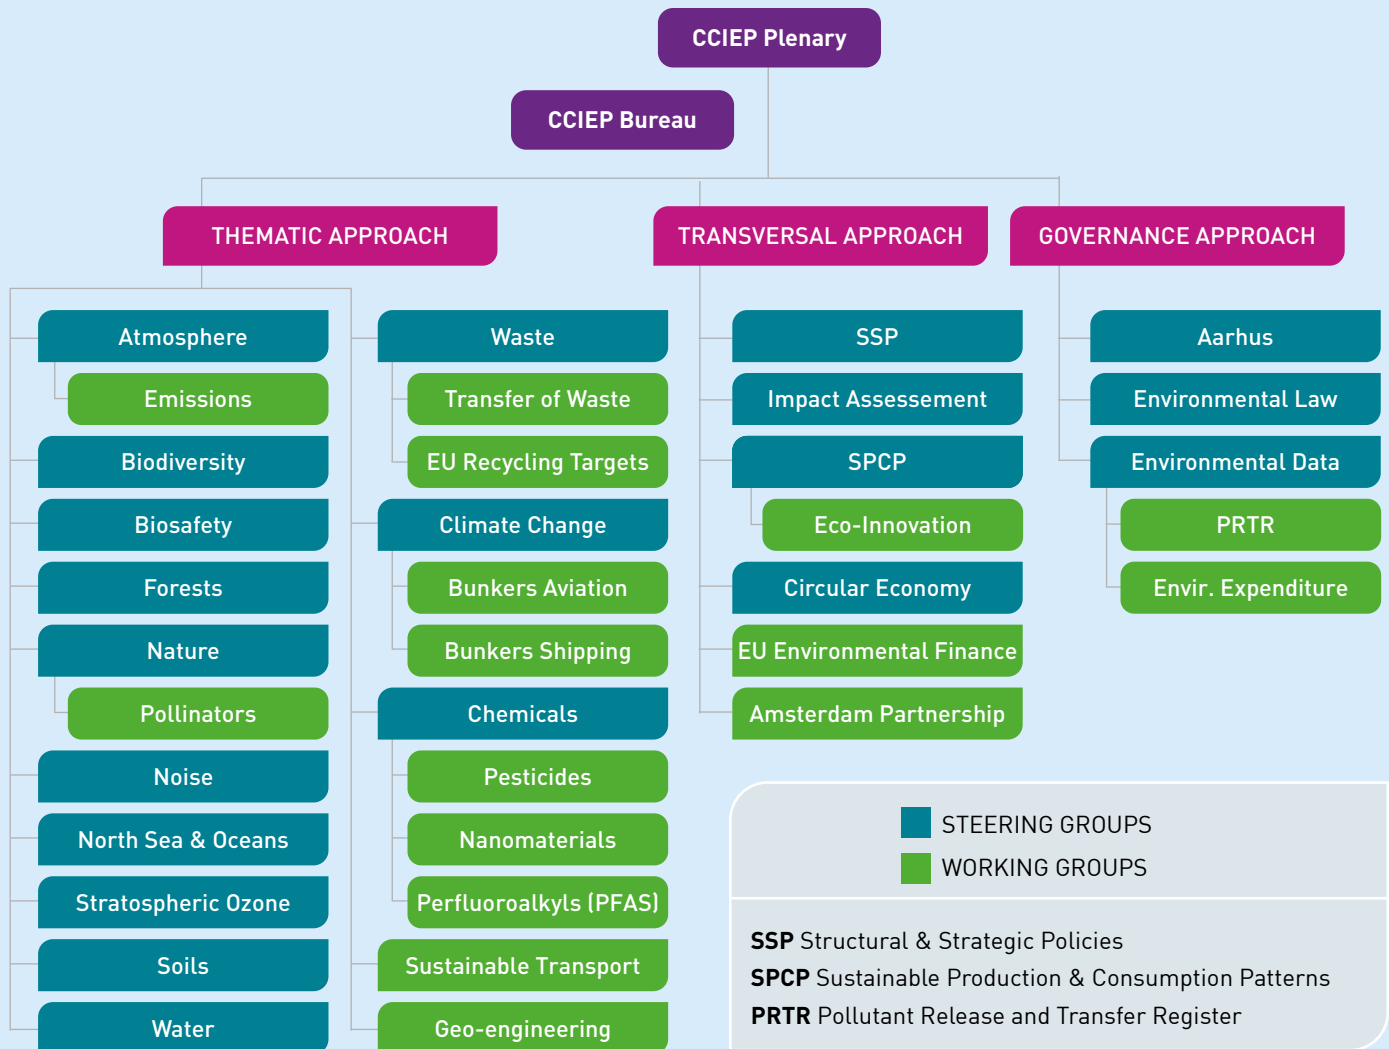 CCIEP Plenary
CCIEP Bureau
THEMATIC APPROACH
Atmosphere
Emissions
Biodiversity
Biosafety
Forests
Nature
Pollinators
Noise
North Sea & Oceans
Stratospheric Ozone
Soils
Water
Waste
Transfer of Waste
EU Recycling Targets
Climate Change
Bunkers Aviation
Bunkers Shipping
Chemicals
Pesticides
Nanomaterials
Perfluoroalkyls (PFAS)
Sustainable Transport
Geo-engineering
TRANSVERSAL APPROACH
SSP
Impact Assessement
SPCP
Eco-Innovation
Circular Economy
EU Environmental Finance
Amsterdam Partnership
GOVERNANCE APPROACH
Aarhus
Environmental Law
Environmental Data
PRTR
Envir. Expenditure
STEERING GROUPS
WORKING GROUPS
SSP Structural & Strategic Policies
SPCP Sustainable Production & Consumption Patterns
PRTR Pollutant Release and Transfer Register